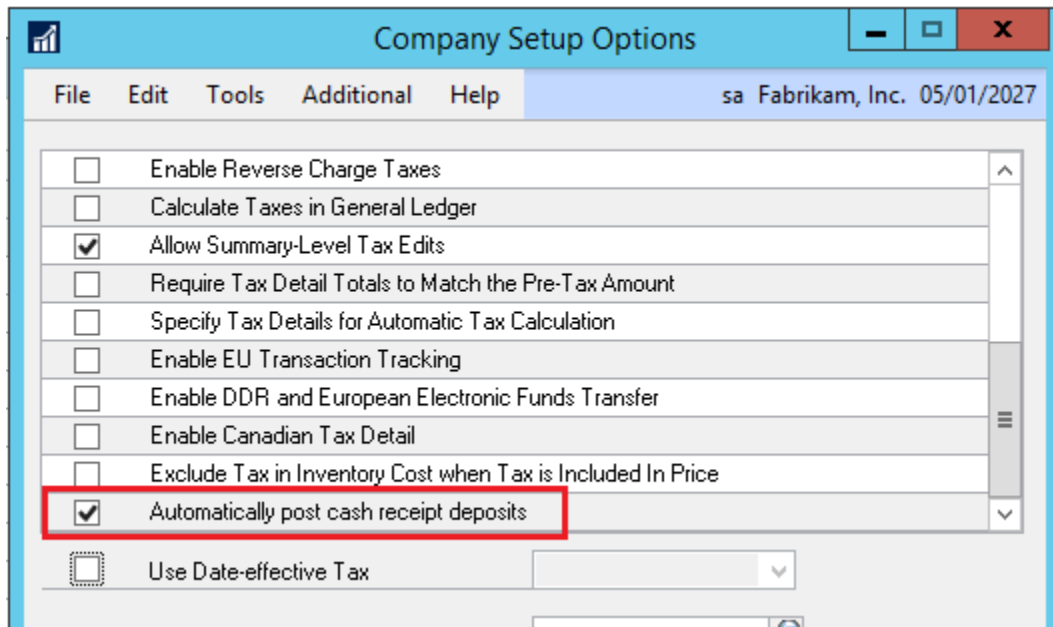 Company Setup Options
File Edit Tools Additional Help sa Fabrikam, Inc. 05/01/2027
Enable Reverse Charge Taxes
Calculate Taxes in General Ledger
Allow Summary-Level Tax Edits
Require Tax Detail Totals to Match the Pre-Tax Amount
Specify Tax Details for Automatic Tax Calculation
Enable EU Transaction Tracking
Enable DDR and European Electronic Funds Transfer
Enable Canadian Tax Detail
Exclude Tax in Inventory Cost when Tax is Included In Price
Automatically post cash receipt deposits
Use Date-effective Tax